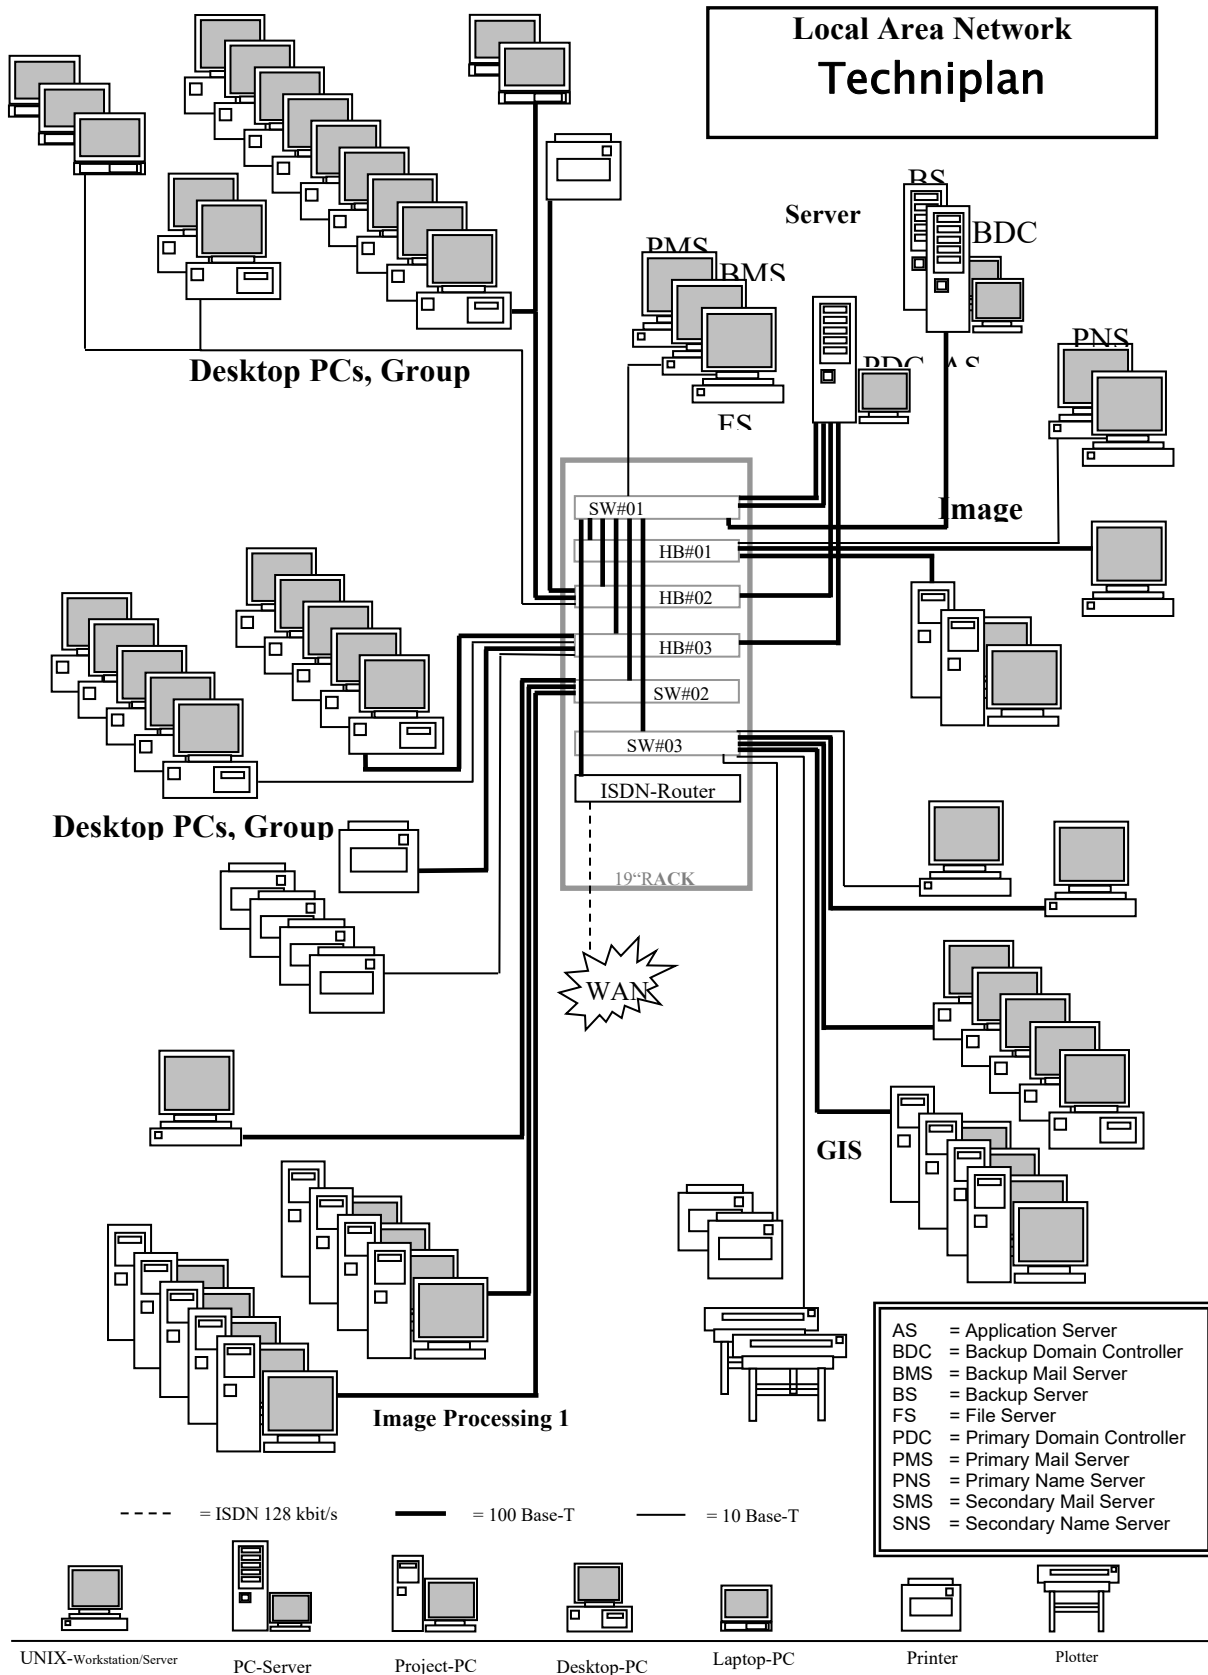 Local Area Network
Techniplan
BS
Server
BDC
PMS
BMS
PNS
PDC
AS
Desktop PCs, Group
FS
SW#01
Image
HB#01
HB#02
HB#03
SW#02
SW#03
ISDN-Router
Desktop PCs, Group
19“RACK
WAN
GIS
Image Processing 1
AS = Application Server
BDC = Backup Domain Controller
BMS = Backup Mail Server
BS = Backup Server
FS = File Server
PDC = Primary Domain Controller
PMS = Primary Mail Server
PNS = Primary Name Server
SMS = Secondary Mail Server
SNS = Secondary Name Server
= ISDN 128 kbit/s = 100 Base-T = 10 Base-T
UNIX-Workstation/Server PC-Server Project-PC Desktop-PC Laptop-PC Printer Plotter